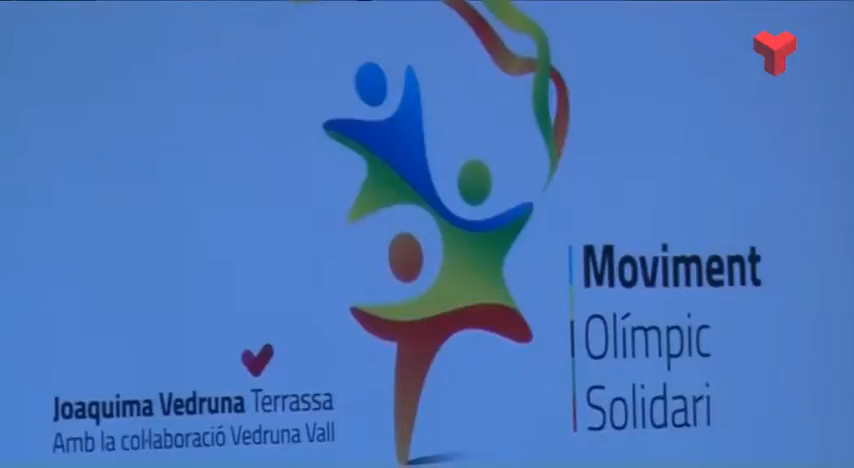 Moviment
Olímpic
Solidari
Joaquima Vedruna Terrassa
Amb la col·laboració Vedruna Vall